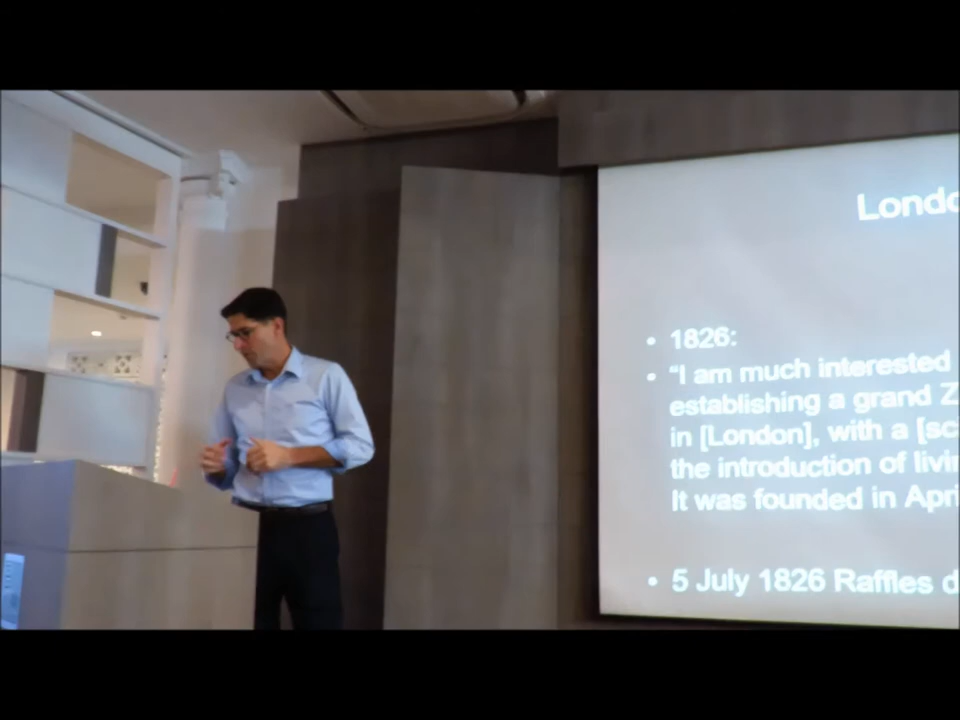 Londo
• 1826:
• “I am much interested
establishing a grand Z
in [London], with a [sc
the introduction of livi
It was founded in Apri
• 5 July 1826 Raffles d